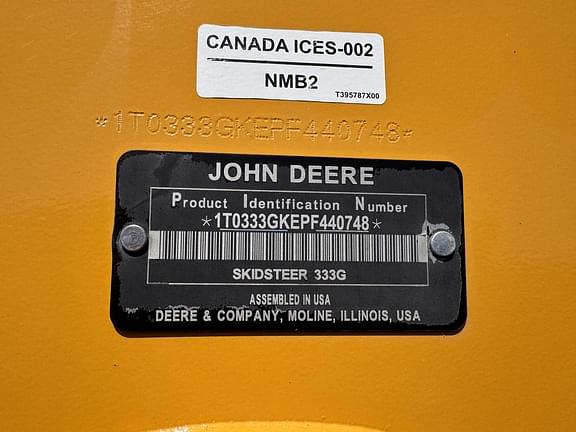 CANADA ICES-002
NMB2
T395787X00
*1T0333GKEPF440748*
JOHN DEERE
Product Identification Number
*1T0333GKEPF440748*
SKIDSTEER 333G
ASSEMBLED IN USA
DEERE & COMPANY, MOLINE, ILLINOIS, USA